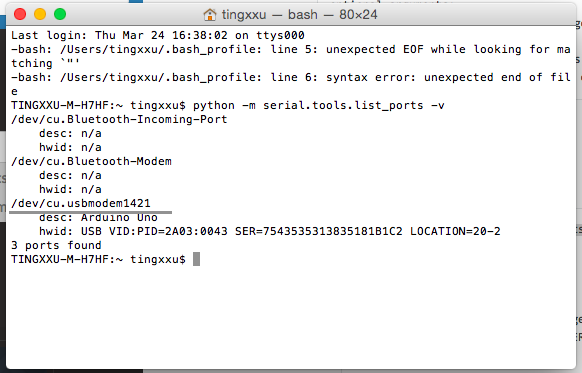 tingxxu — bash — 80×24
Last login: Thu Mar 24 16:38:02 on ttys000
-bash: /Users/tingxxu/.bash_profile: line 5: unexpected EOF while looking for ma
tching `"'
-bash: /Users/tingxxu/.bash_profile: line 6: syntax error: unexpected end of fil
e
TINGXXU-M-H7HF:~ tingxxu$ python -m serial.tools.list_ports -v
/dev/cu.Bluetooth-Incoming-Port
    desc: n/a
    hwid: n/a
/dev/cu.Bluetooth-Modem
    desc: n/a
    hwid: n/a
/dev/cu.usbmodem1421
    desc: Arduino Uno
    hwid: USB VID:PID=2A03:0043 SER=7543535313835181B1C2 LOCATION=20-2
3 ports found
TINGXXU-M-H7HF:~ tingxxu$